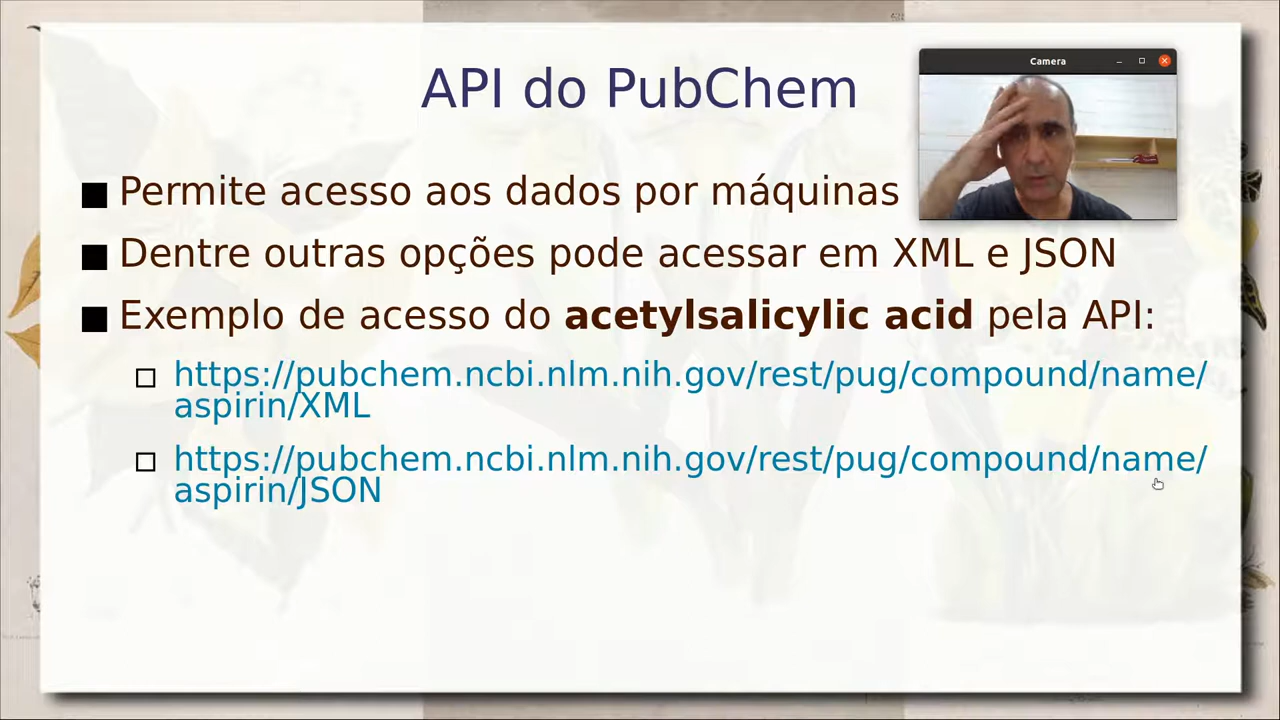 API do PubChem
Camera
Permite acesso aos dados por máquinas
Dentre outras opções pode acessar em XML e JSON
Exemplo de acesso do acetylsalicylic acid pela API:
https://pubchem.ncbi.nlm.nih.gov/rest/pug/compound/name/
aspirin/XML
https://pubchem.ncbi.nlm.nih.gov/rest/pug/compound/name/
aspirin/JSON